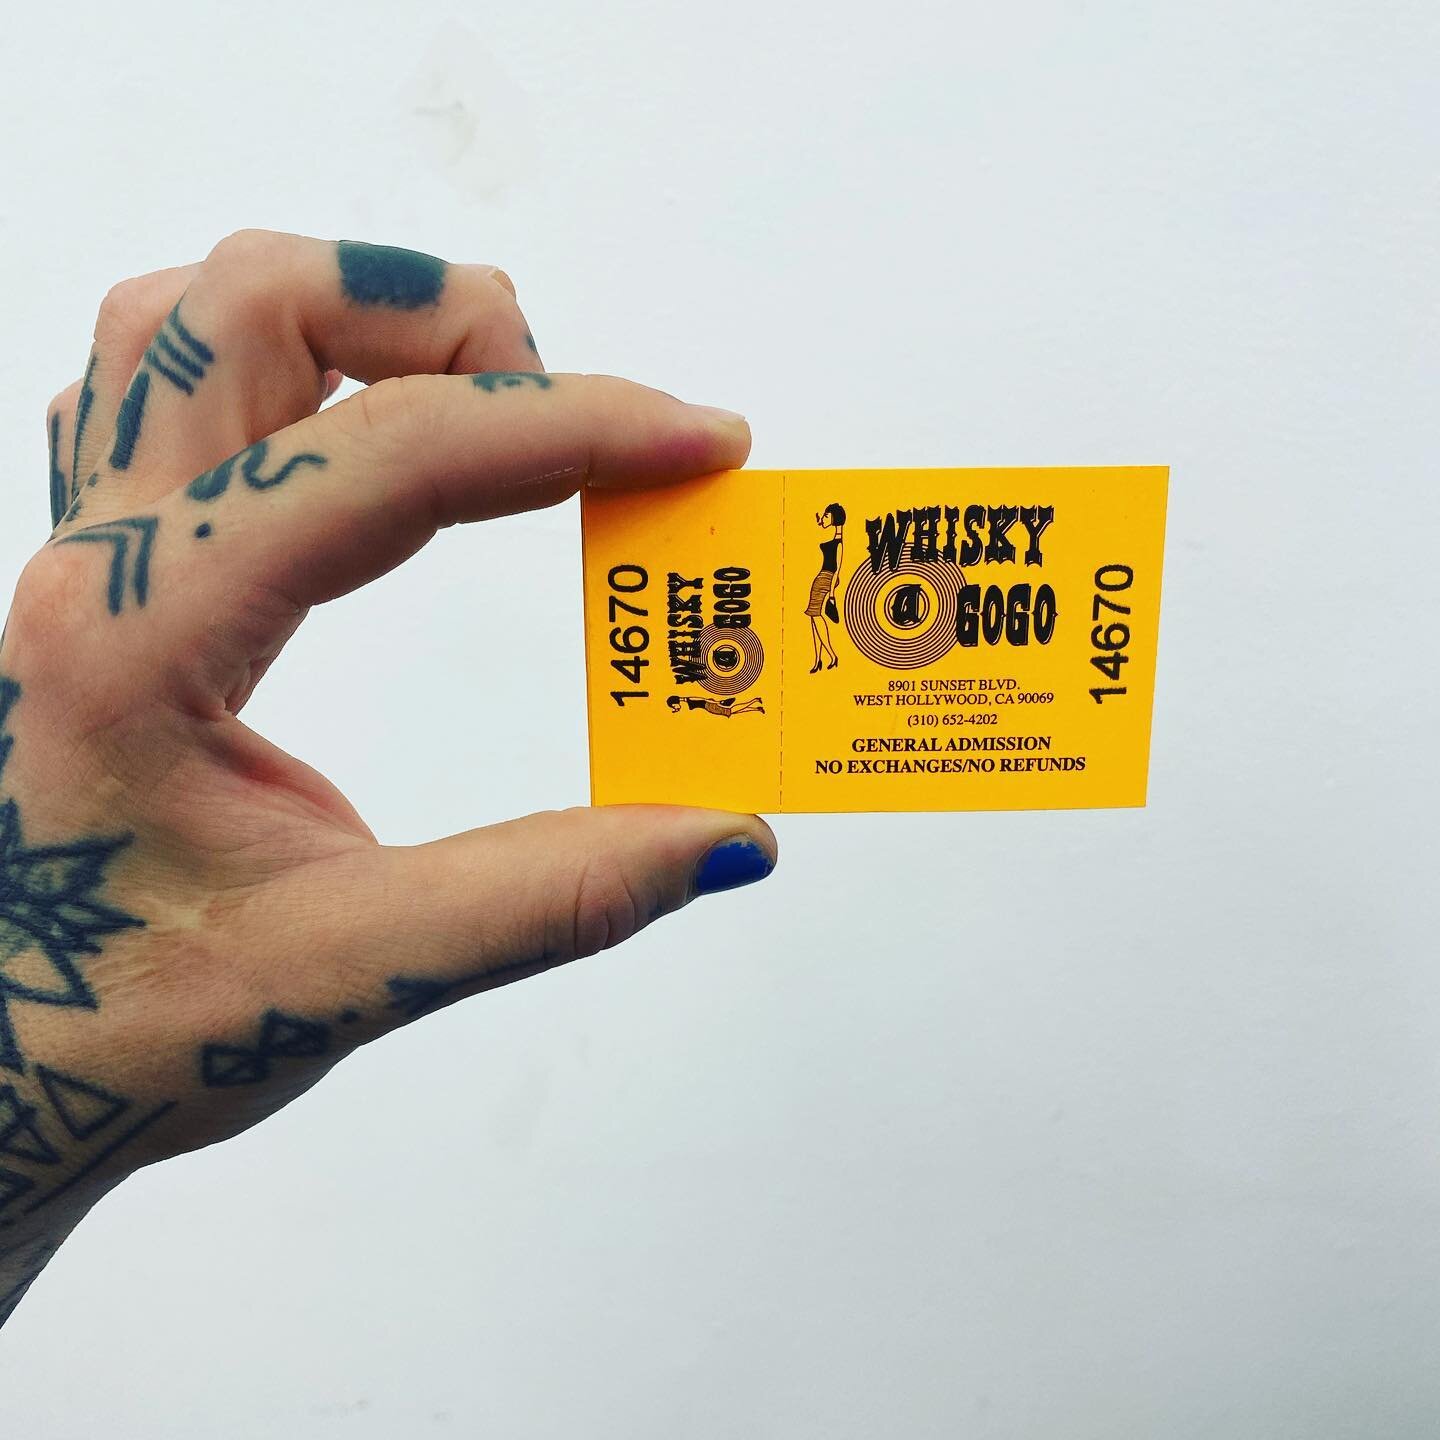 14670
WHISKY
a GOGO
WHISKY
a GOGO
8901 SUNSET BLVD.
WEST HOLLYWOOD, CA 90069
(310) 652-4202
GENERAL ADMISSION
NO EXCHANGES/NO REFUNDS
14670